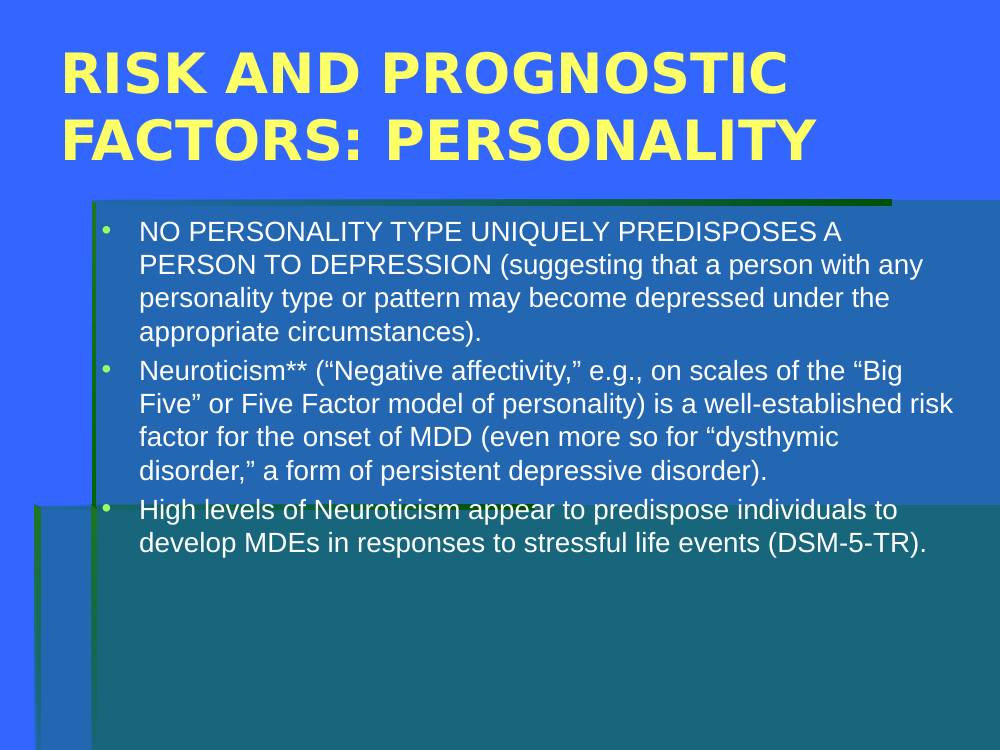 RISK AND PROGNOSTIC
FACTORS: PERSONALITY
• NO PERSONALITY TYPE UNIQUELY PREDISPOSES A
PERSON TO DEPRESSION (suggesting that a person with any
personality type or pattern may become depressed under the
appropriate circumstances).
• Neuroticism** (“Negative affectivity,” e.g., on scales of the “Big
Five” or Five Factor model of personality) is a well-established risk
factor for the onset of MDD (even more so for “dysthymic
disorder,” a form of persistent depressive disorder).
• High levels of Neuroticism appear to predispose individuals to
develop MDEs in responses to stressful life events (DSM-5-TR).